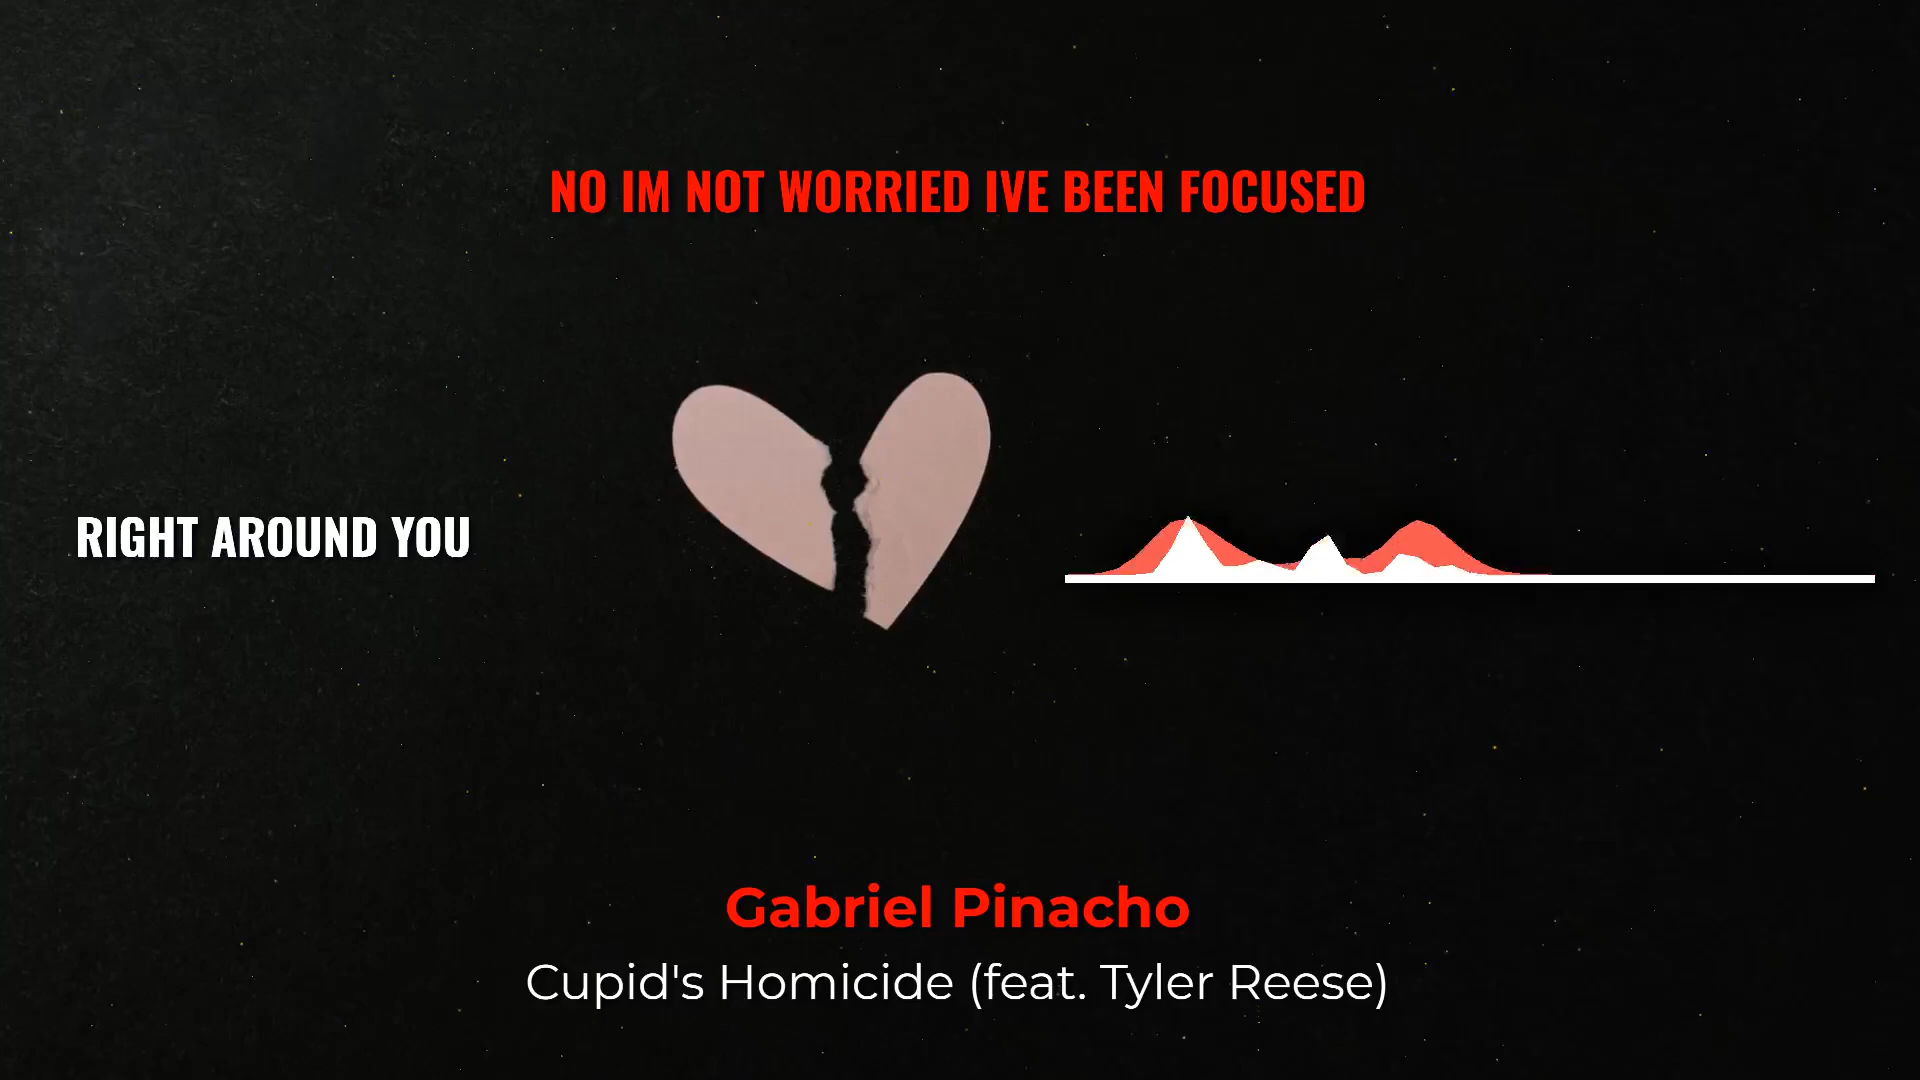 NO IM NOT WORRIED IVE BEEN FOCUSED
RIGHT AROUND YOU
Gabriel Pinacho
Cupid's Homicide (feat. Tyler Reese)